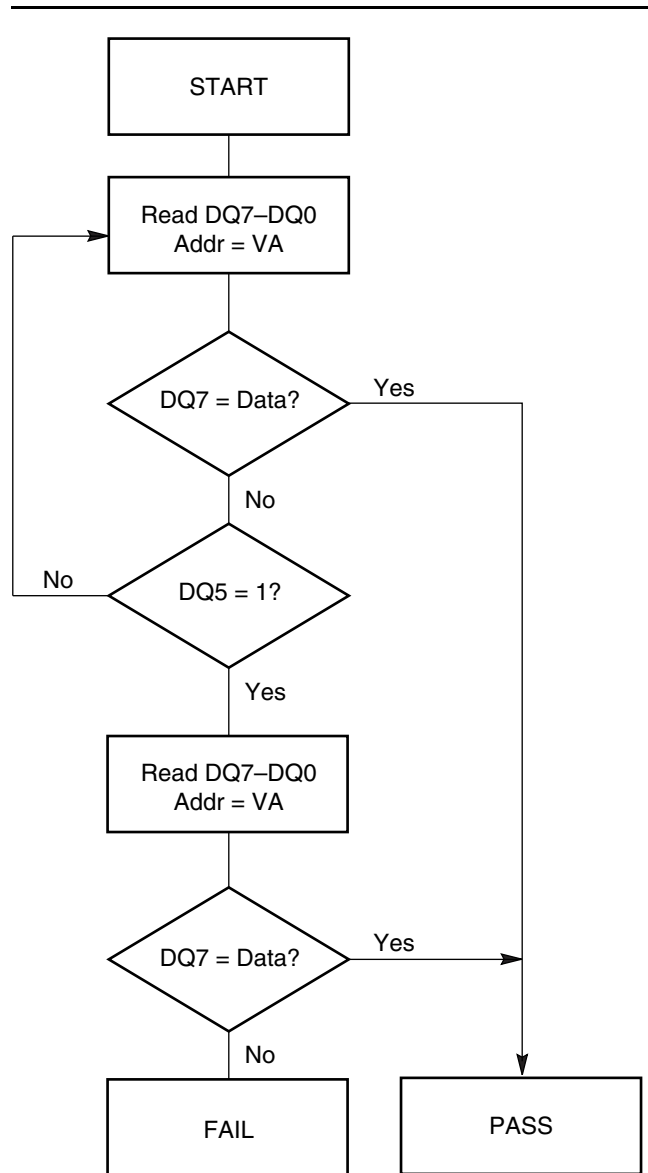 START
Read DQ7–DQ0
Addr = VA
DQ7 = Data?
Yes
No
No
DQ5 = 1?
Yes
Read DQ7–DQ0
Addr = VA
DQ7 = Data?
Yes
No
FAIL
PASS